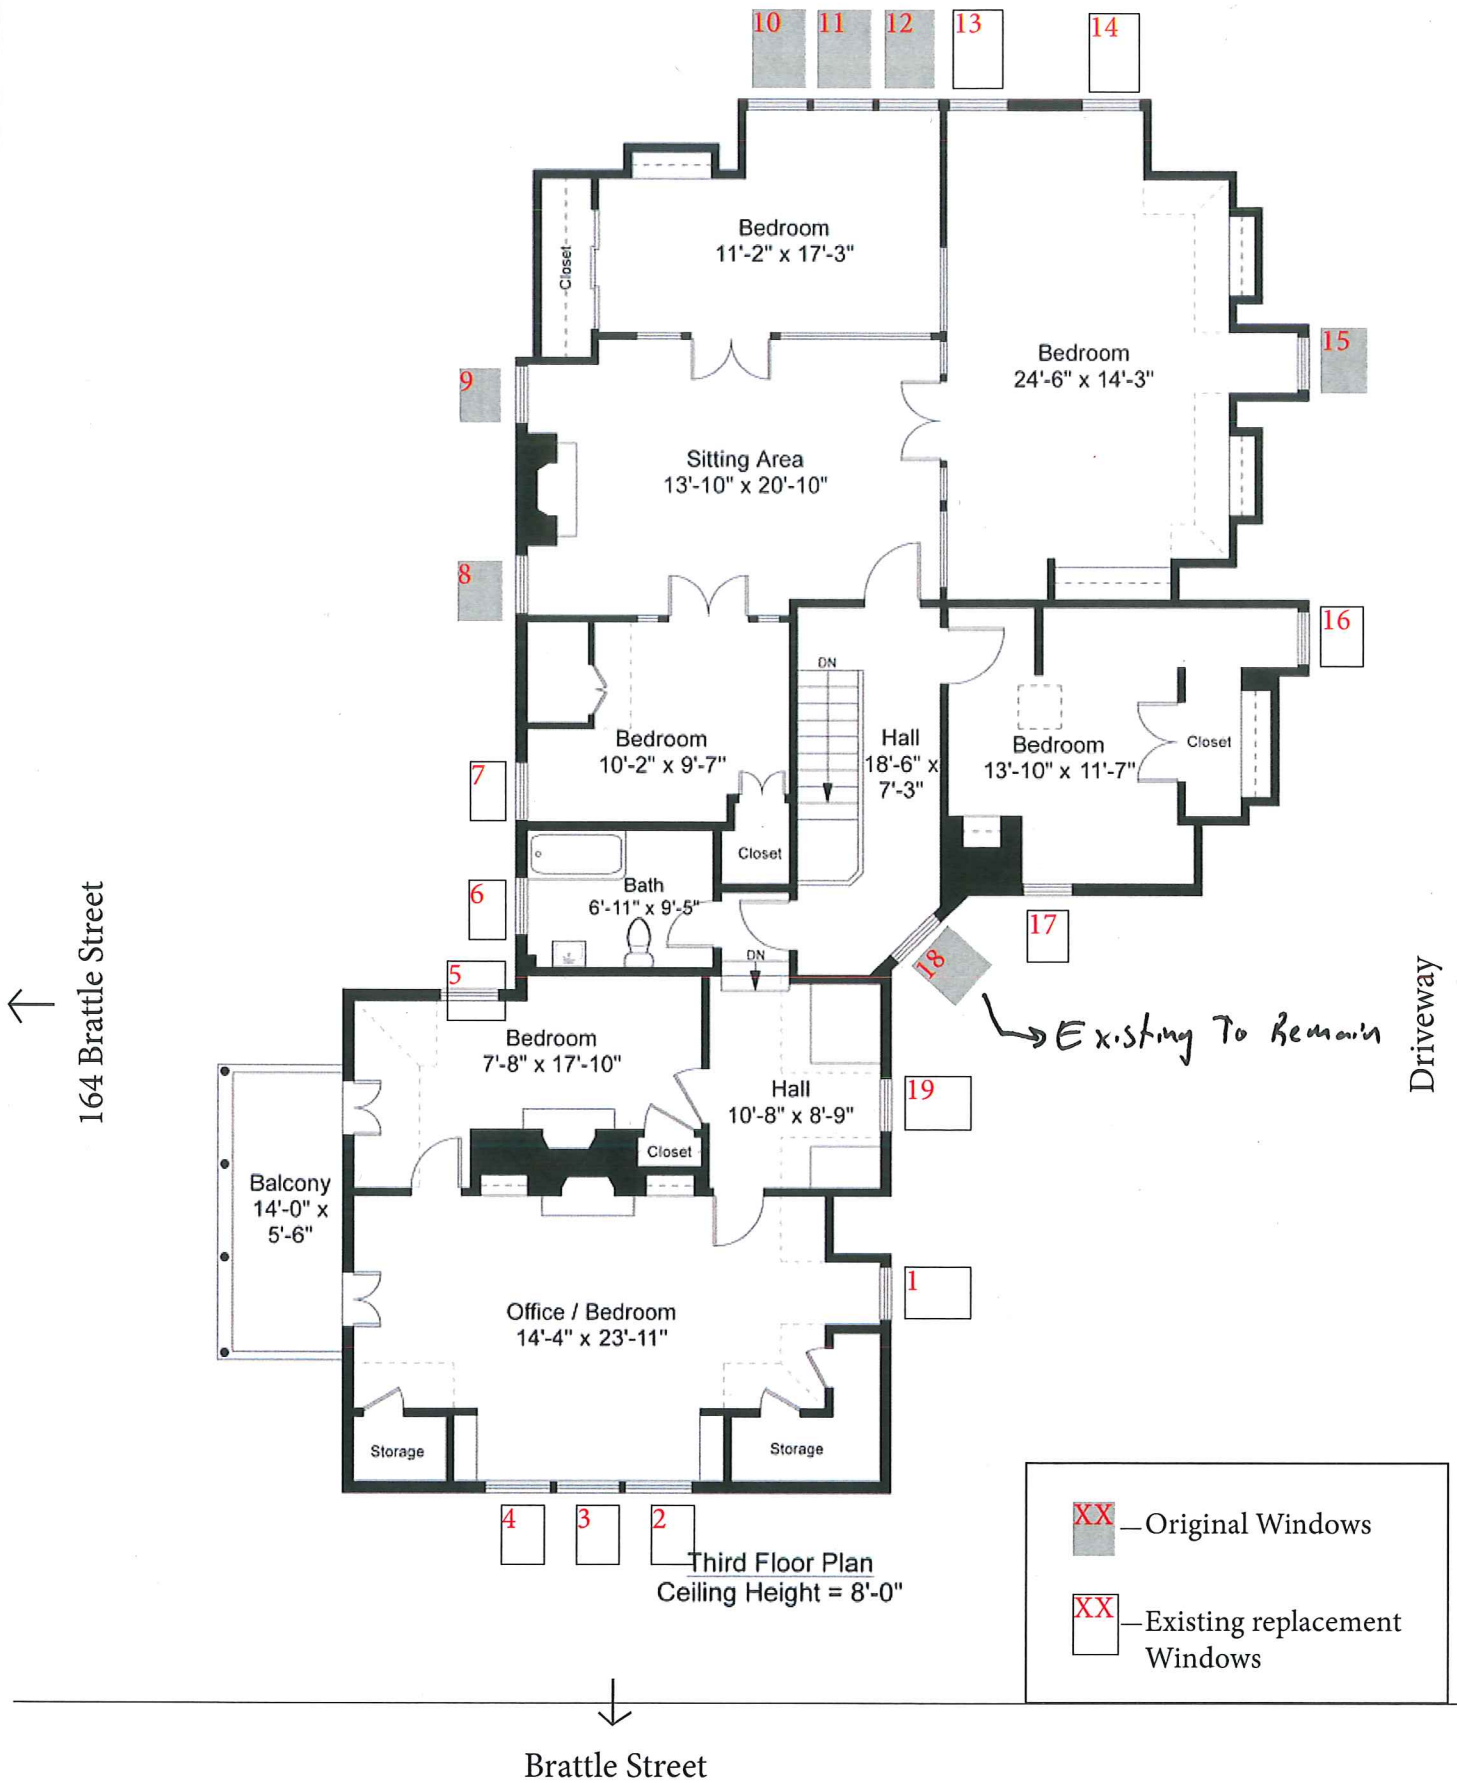 10 11 12 13 14
Bedroom
11'-2" x 17'-3"
Closet
Bedroom
24'-6" x 14'-3"
15
9
Sitting Area
13'-10" x 20'-10"
8
16
DN
Bedroom
10'-2" x 9'-7"
Hall
18'-6" x
7'-3"
Bedroom
13'-10" x 11'-7"
Closet
7
Closet
6
Bath
6'-11" x 9'-5"
17
18
DN
5
164 Brattle Street
Driveway
Existing To Remain
Bedroom
7'-8" x 17'-10"
Hall
10'-8" x 8'-9"
19
Closet
Balcony
14'-0" x
5'-6"
1
Office / Bedroom
14'-4" x 23'-11"
Storage
Storage
4 3 2
Third Floor Plan
Ceiling Height = 8'-0"
XX
Original Windows
XX
Existing replacement
Windows
Brattle Street